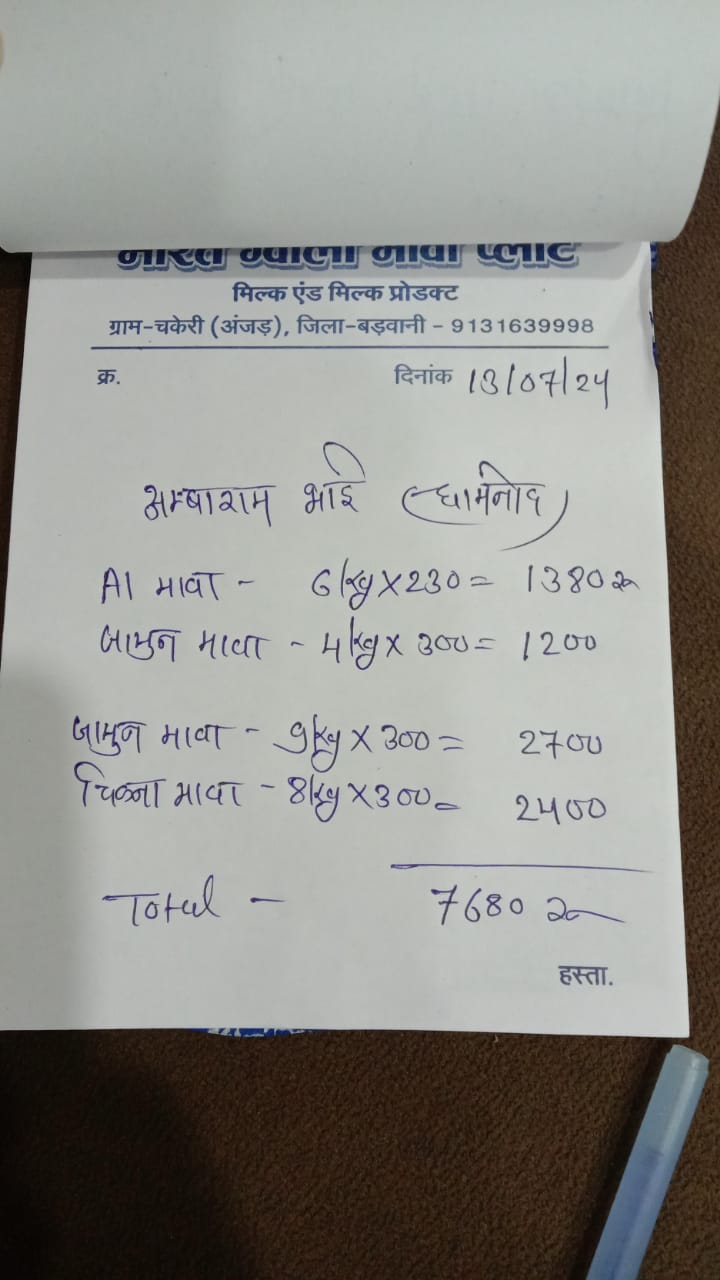 भारत ग्वाला मावा प्लांट
मिल्क एंड मिल्क प्रोडक्ट
ग्राम-चकेरी (अंजड़), जिला-बड़वानी - 9131639998
क्र. दिनांक 13/07/24
अम्बाराम भाई (धामनोद)
A1 मावा - 6kg X 230 = 1380 रु
जामुन मावा - 4kg X 300 = 1200
जामुन मावा - 9kg X 300 = 2700
चिकना मावा - 8kg X 300 = 2400
Total - 7680 रु
हस्ता.